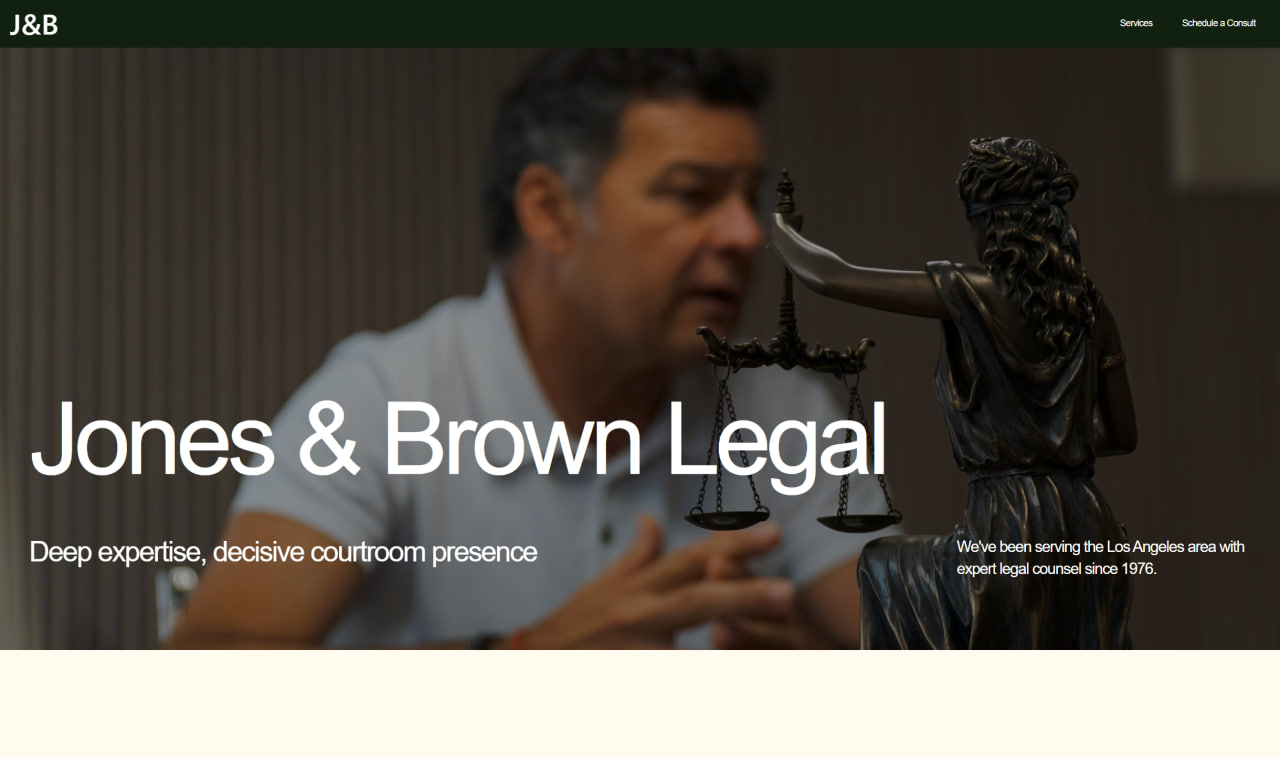 J&B
Services
Schedule a Consult
Jones & Brown Legal
Deep expertise, decisive courtroom presence
We've been serving the Los Angeles area with
expert legal counsel since 1976.